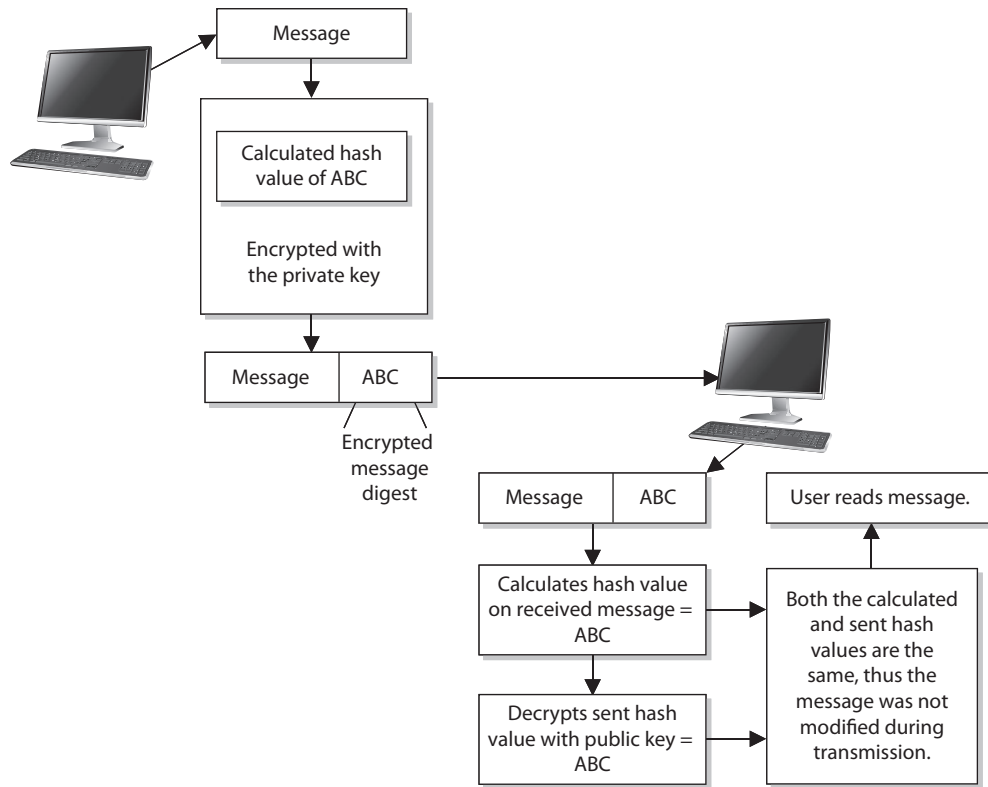 Message
Calculated hash
value of ABC
Encrypted with
the private key
Message
ABC
Encrypted
message
digest
Message
ABC
User reads message.
Calculates hash value
on received message =
ABC
Both the calculated
and sent hash
values are the
same, thus the
message was not
modified during
transmission.
Decrypts sent hash
value with public key =
ABC